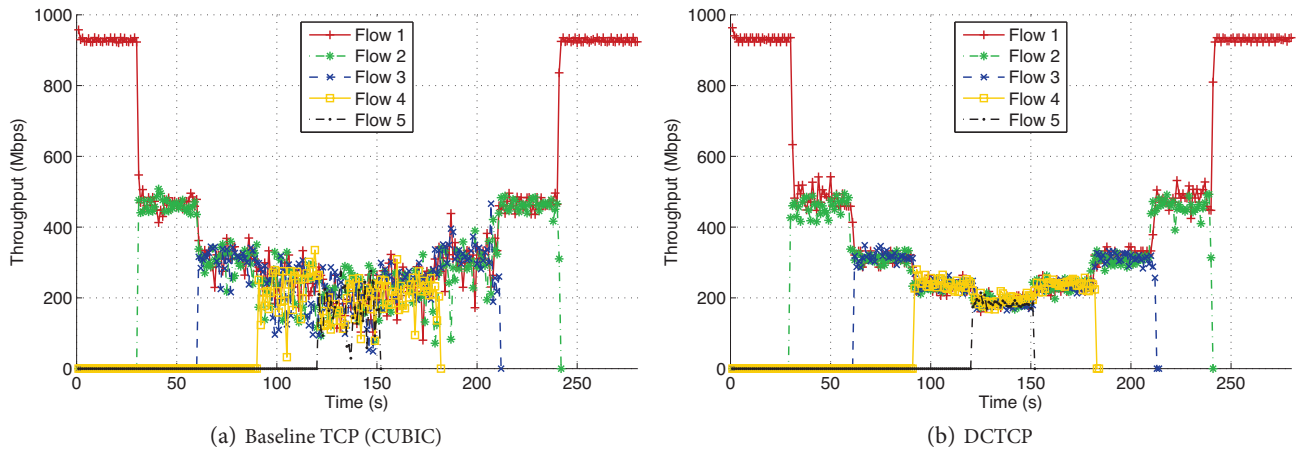 1000
800
600
400
200
0
Throughput (Mbps)
0 50 100 150 200 250
Time (s)
Flow 1
Flow 2
Flow 3
Flow 4
Flow 5
(a) Baseline TCP (CUBIC)
1000
800
600
400
200
0
Throughput (Mbps)
0 50 100 150 200 250
Time (s)
Flow 1
Flow 2
Flow 3
Flow 4
Flow 5
(b) DCTCP